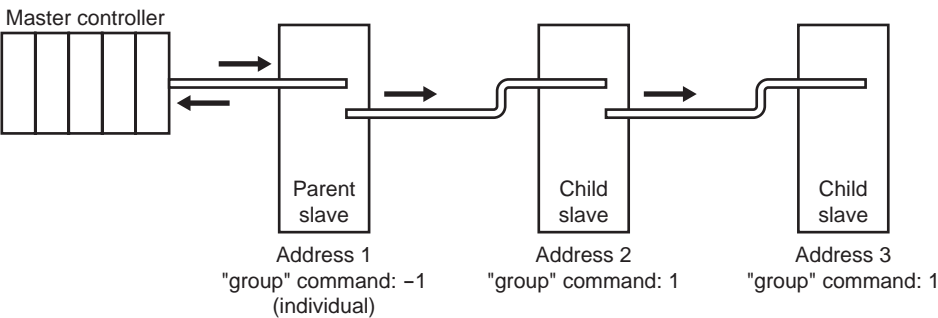 Master controller
Parent
slave
Child
slave
Child
slave
Address 1
"group" command: −1
(individual)
Address 2
"group" command: 1
Address 3
"group" command: 1